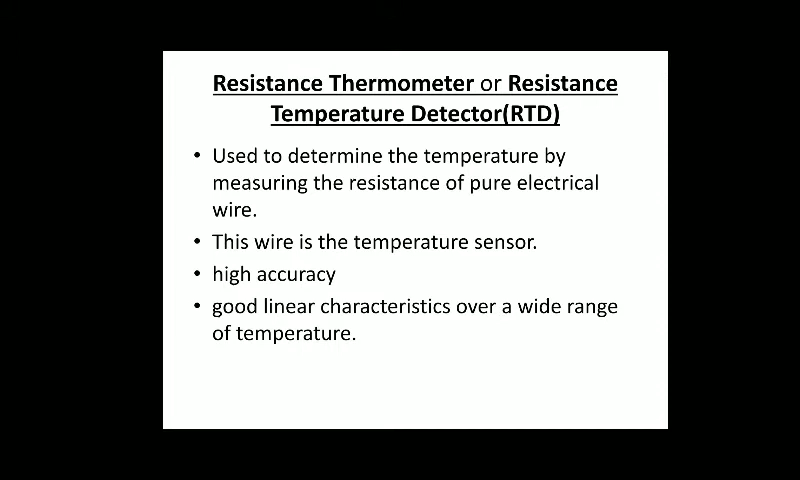 Resistance Thermometer or Resistance
Temperature Detector(RTD)
• Used to determine the temperature by
measuring the resistance of pure electrical
wire.
• This wire is the temperature sensor.
• high accuracy
• good linear characteristics over a wide range
of temperature.